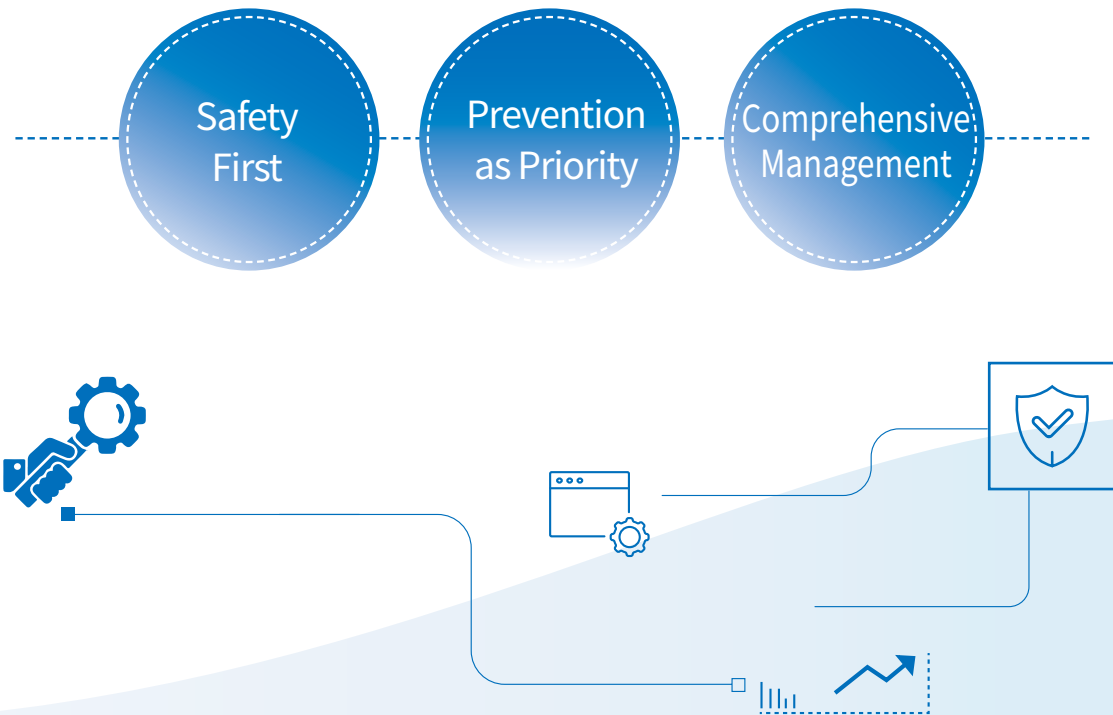 Safety
First
Prevention
as Priority
Comprehensive
Management